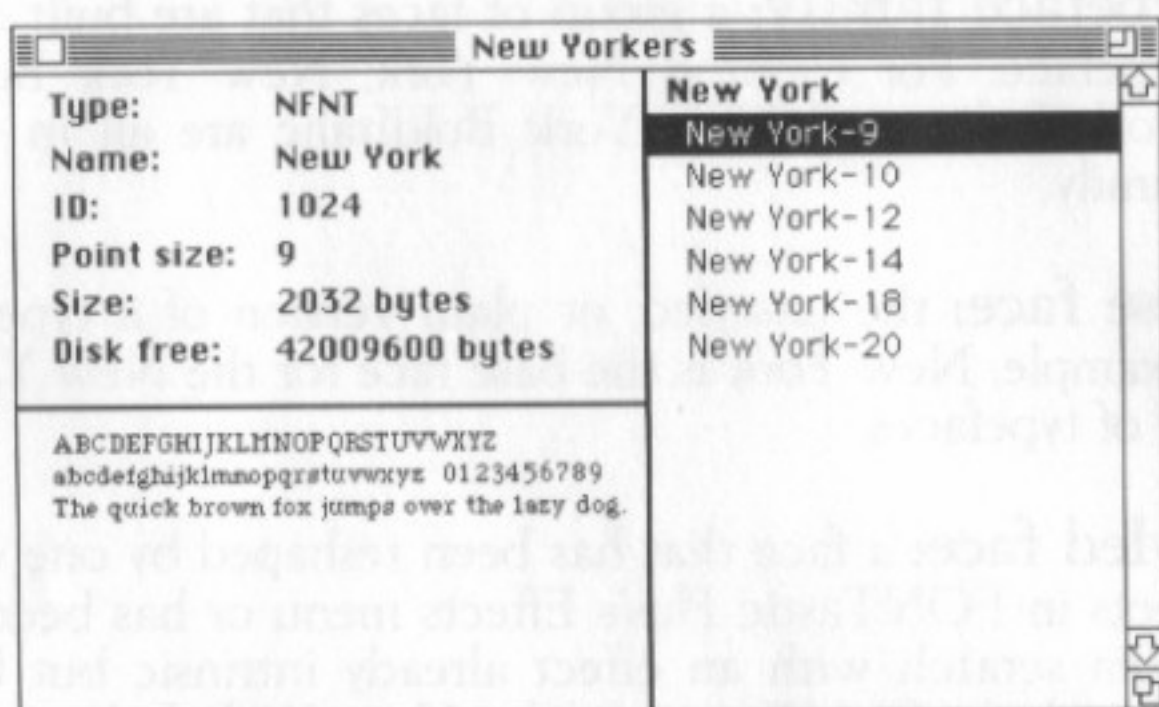 New Yorkers
Type: NFNT
Name: New York
ID: 1024
Point size: 9
Size: 2032 bytes
Disk free: 42009600 bytes
ABCDEFGHIJKLMNOPQRSTUVWXYZ
abcdefghijklmnopqrstuvwxyz 0123456789
The quick brown fox jumps over the lazy dog.
New York
New York-9
New York-10
New York-12
New York-14
New York-18
New York-20